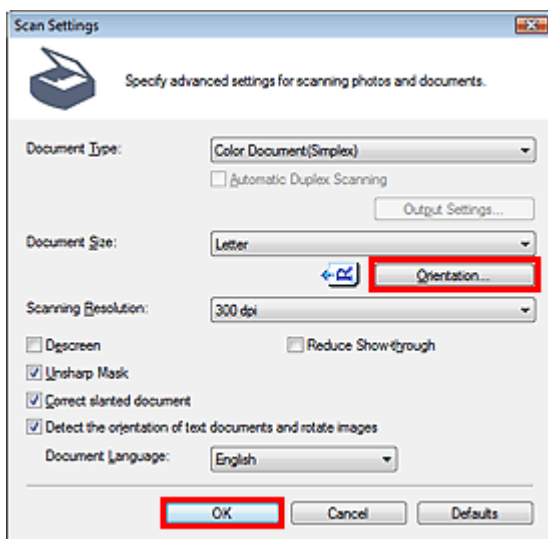 Scan Settings
Specify advanced settings for scanning photos and documents.
Document Type: Color Document(Simplex)
Automatic Duplex Scanning
Output Settings...
Document Size: Letter
R Orientation...
Scanning Resolution: 300 dpi
Descreen Reduce Show-through
Unsharp Mask
Correct slanted document
Detect the orientation of text documents and rotate images
Document Language: English
OK Cancel Defaults